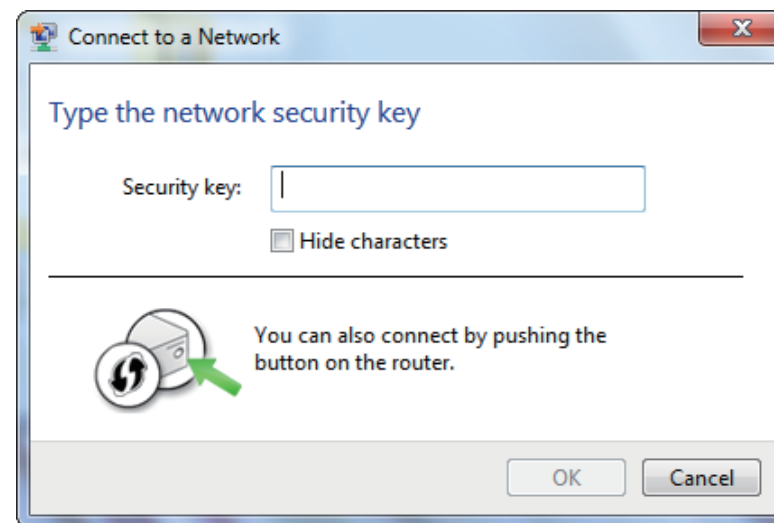 Connect to a Network
Type the network security key
Security key:
Hide characters
You can also connect by pushing the
button on the router.
OK
Cancel